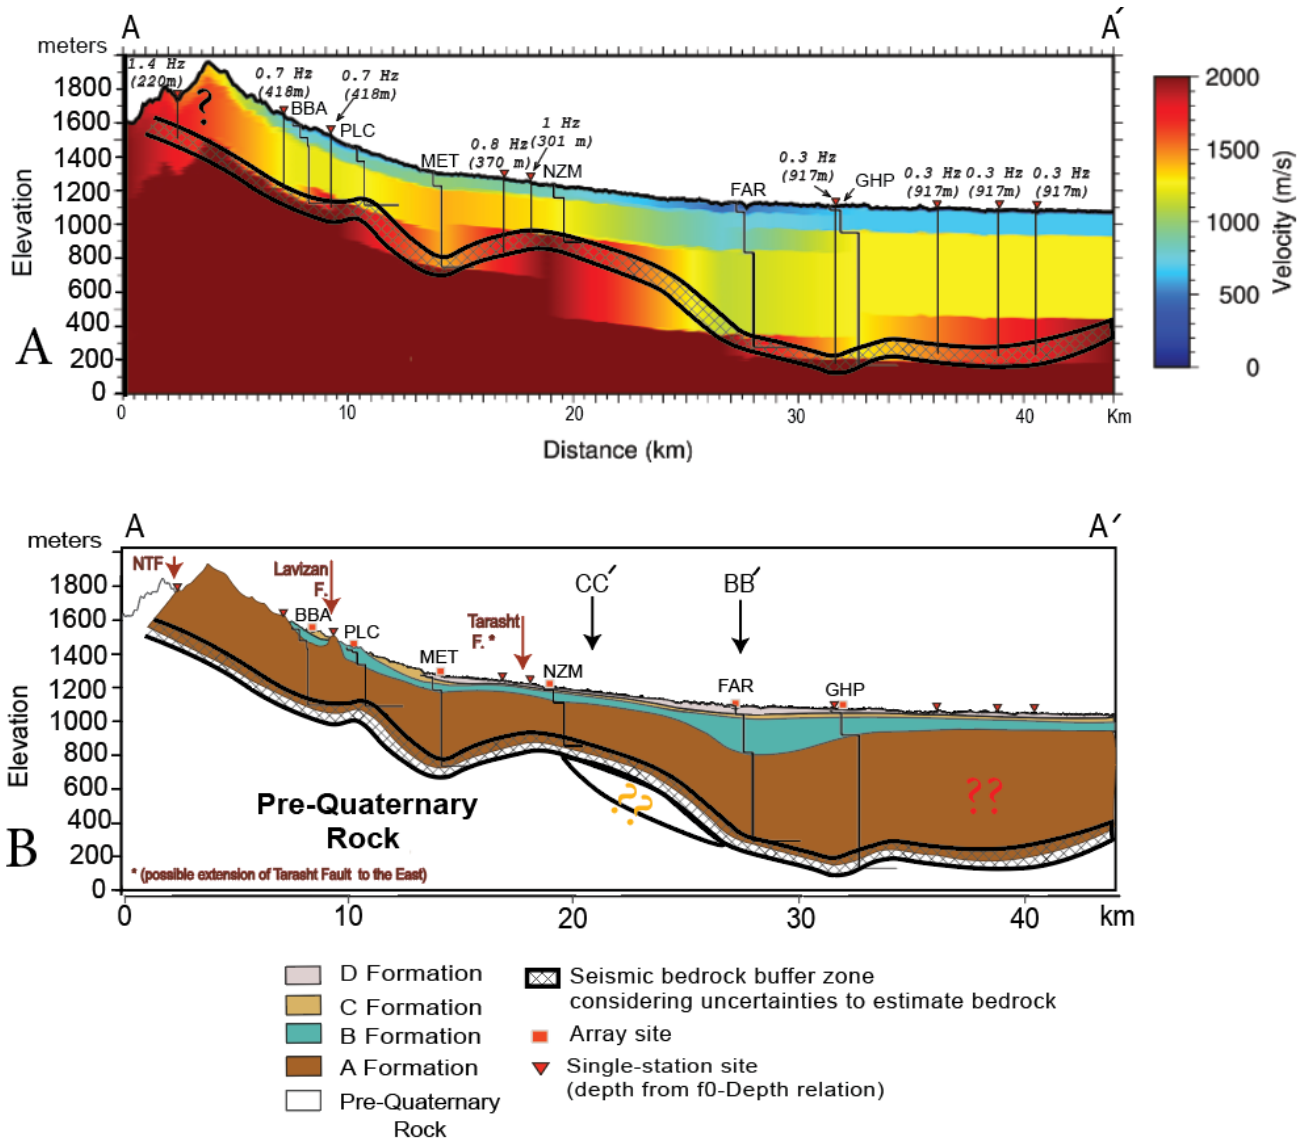 A
A′
meters
1.4 Hz
(220m)
0.7 Hz
(418m)
0.7 Hz
(418m)
0.8 Hz
(370 m)
1 Hz
(301 m)
0.3 Hz
(917m)
0.3 Hz
(917m)
0.3 Hz
(917m)
0.3 Hz
(917m)
?
BBA
PLC
MET
NZM
FAR
GHP
1800
1600
1400
1200
1000
800
600
400
200
0
Elevation
A
0
10
20
30
40
Km
Distance (km)
2000
1500
1000
500
0
Velocity (m/s)
A
A′
meters
NTF
Lavizan
F.
Tarasht
F. *
CC′
BB′
BBA
PLC
MET
NZM
FAR
GHP
1800
1600
1400
1200
1000
800
600
400
200
0
Elevation
B
Pre-Quaternary
Rock
??
??
* (possible extension of Tarasht Fault to the East)
0
10
20
30
40
km
D Formation
C Formation
B Formation
A Formation
Pre-Quaternary
Rock
Seismic bedrock buffer zone
considering uncertainties to estimate bedrock
Array site
Single-station site
(depth from f0-Depth relation)